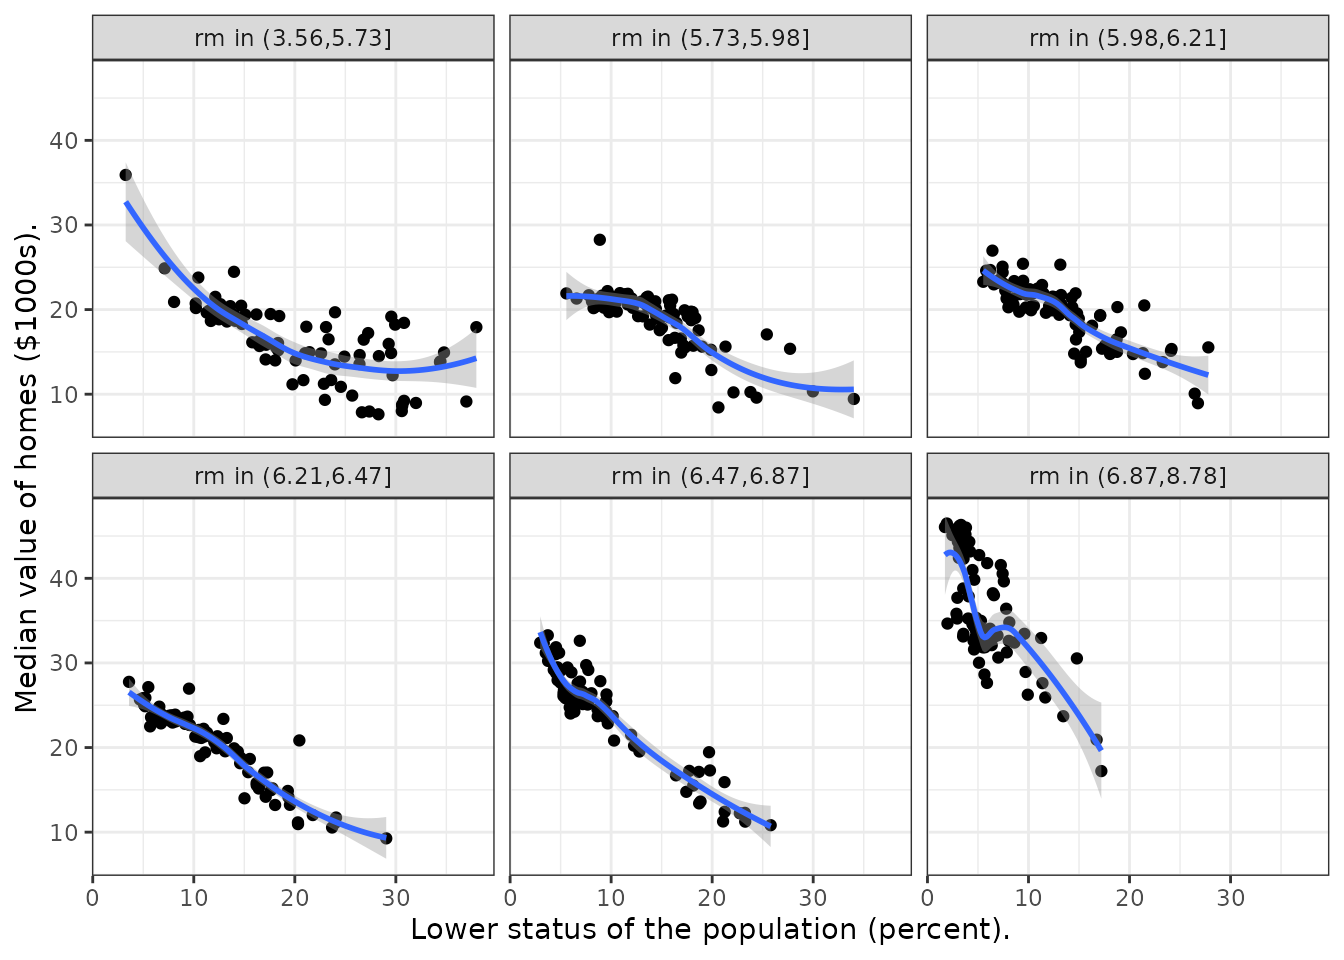 rm in (3.56,5.73]
rm in (5.73,5.98]
rm in (5.98,6.21]
40
30
20
10
rm in (6.21,6.47]
rm in (6.47,6.87]
rm in (6.87,8.78]
40
30
20
10
0 10 20 30
0 10 20 30
0 10 20 30
Median value of homes ($1000s).
Lower status of the population (percent).